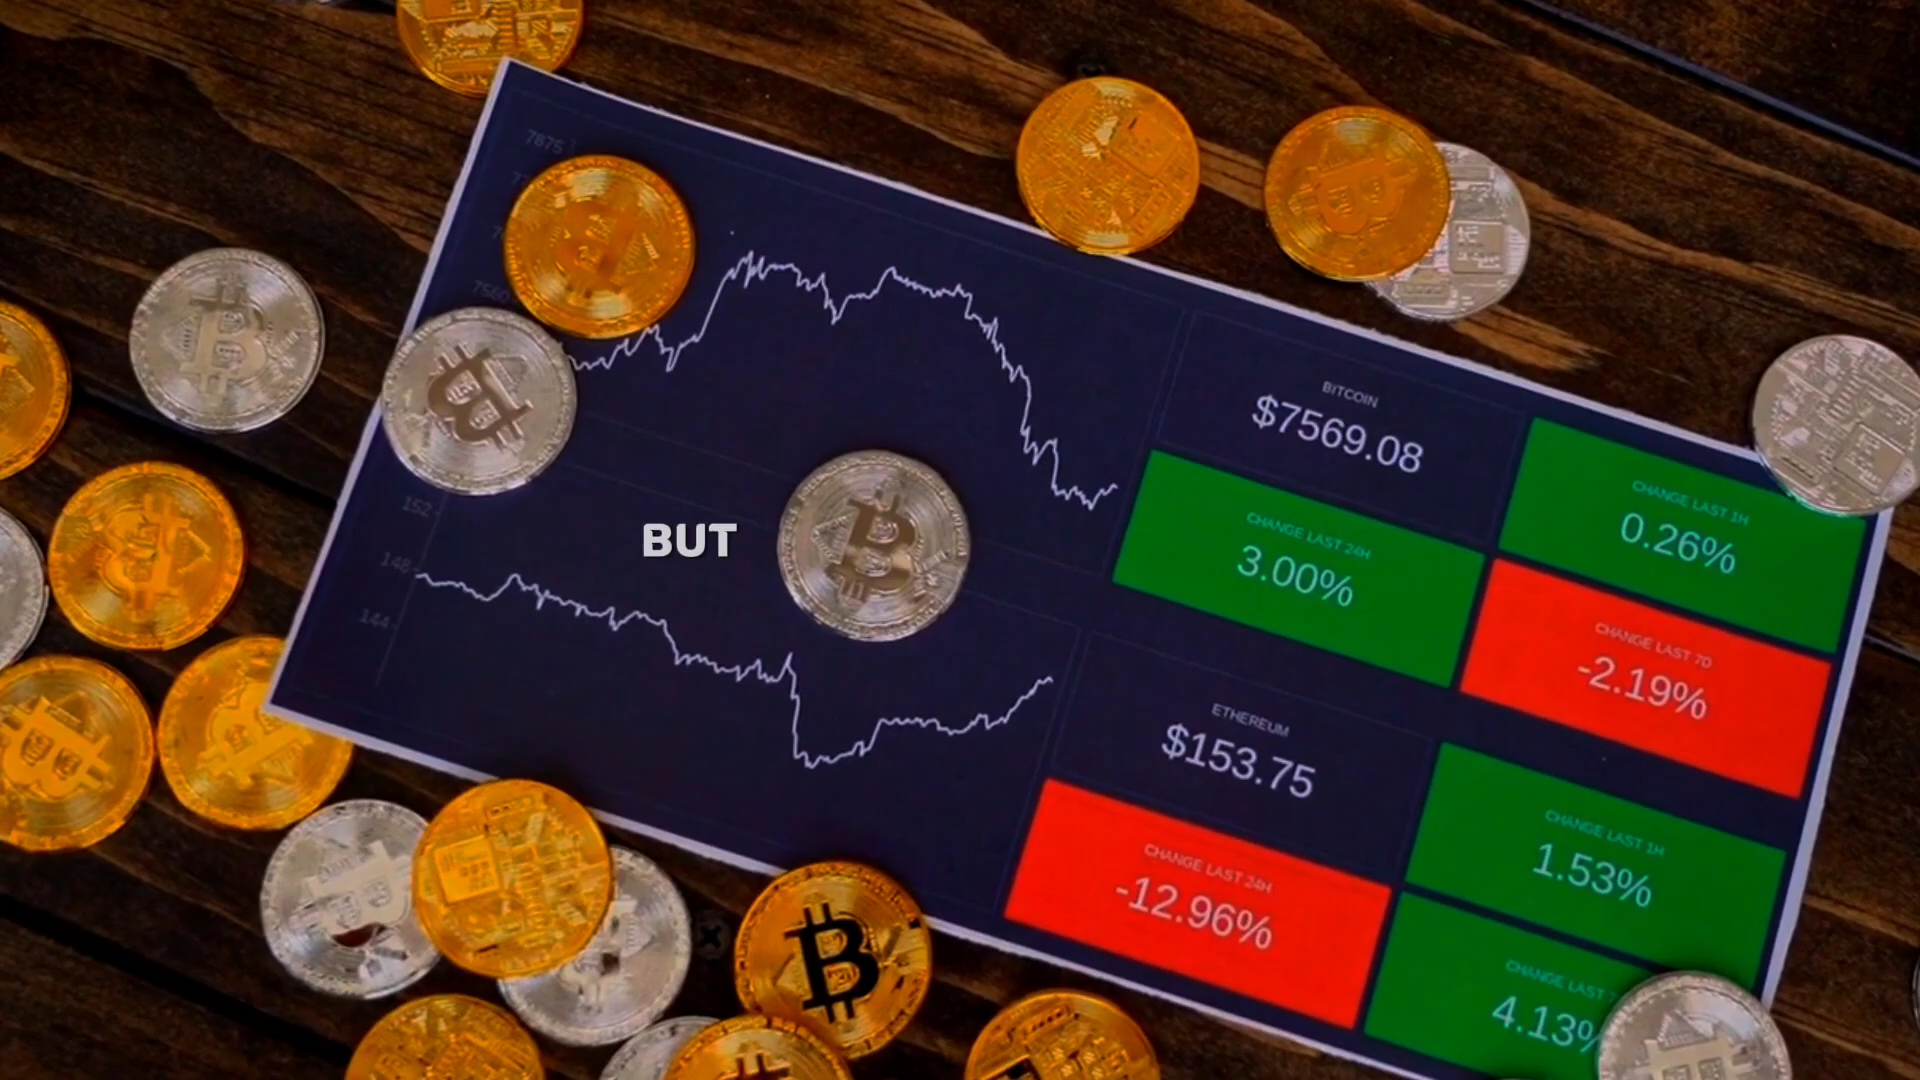 7875
7560
BITCOIN
$7569.08
CHANGE LAST 1H
0.26%
CHANGE LAST 24H
3.00%
CHANGE LAST 7D
-2.19%
152
148
144
BUT
ETHEREUM
$153.75
CHANGE LAST 1H
1.53%
CHANGE LAST 24H
-12.96%
CHANGE LAST
4.13%